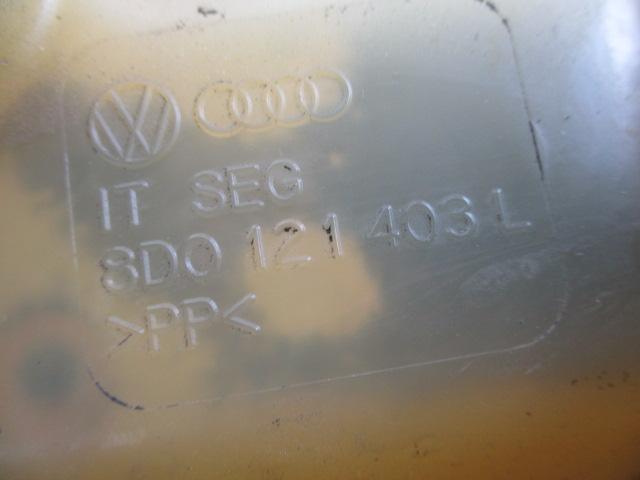 IT SEG
8D0 121 403 L
>PP<